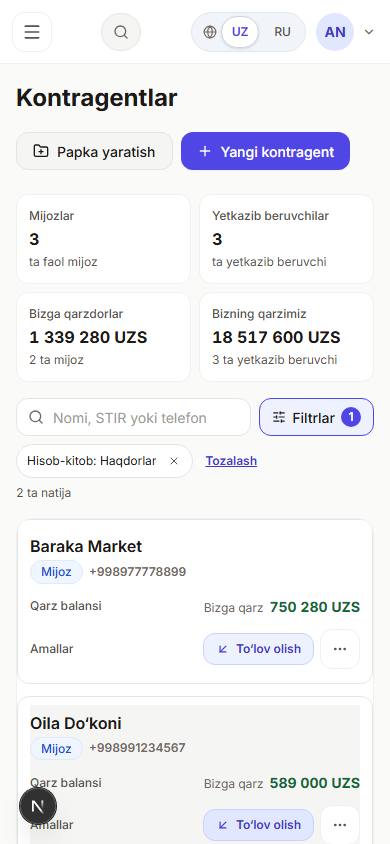 UZ RU AN
Kontragentlar
Papka yaratish + Yangi kontragent
Mijozlar
3
ta faol mijoz
Yetkazib beruvchilar
3
ta yetkazib beruvchi
Bizga qarzdorlar
1 339 280 UZS
2 ta mijoz
Bizning qarzimiz
18 517 600 UZS
3 ta yetkazib beruvchi
Nomi, STIR yoki telefon
Filtrlar 1
Hisob-kitob: Haqdorlar × Tozalash
2 ta natija
Baraka Market
Mijoz +998977778899
Qarz balansi Bizga qarz 750 280 UZS
Amallar To‘lov olish ...
Oila Do‘koni
Mijoz +998991234567
Qarz balansi Bizga qarz 589 000 UZS
N
Amallar To‘lov olish ...